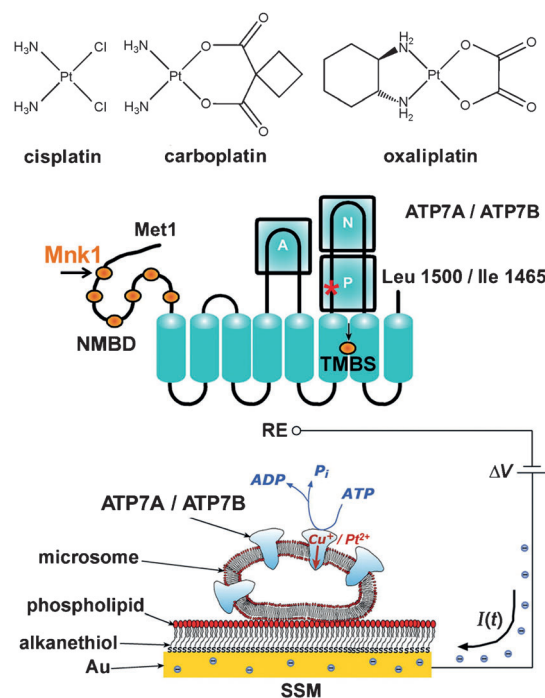 H₃N Cl
Pt
H₃N Cl
cisplatin
O
H₃N O
Pt
H₃N O
O
carboplatin
H₂
N O O
Pt
N O O
H₂
oxaliplatin
ATP7A / ATP7B
Met1
Mnk1
A
N
P
*
Leu 1500 / Ile 1465
NMBD
TMBS
RE
ΔV
Pi
ADP
ATP
ATP7A / ATP7B
Cu⁺/ Pt²⁺
microsome
phospholipid
I(t)
alkanethiol
S S S S S S S S S S S S S S S S S S S S S S S S S S S S
Au
SSM